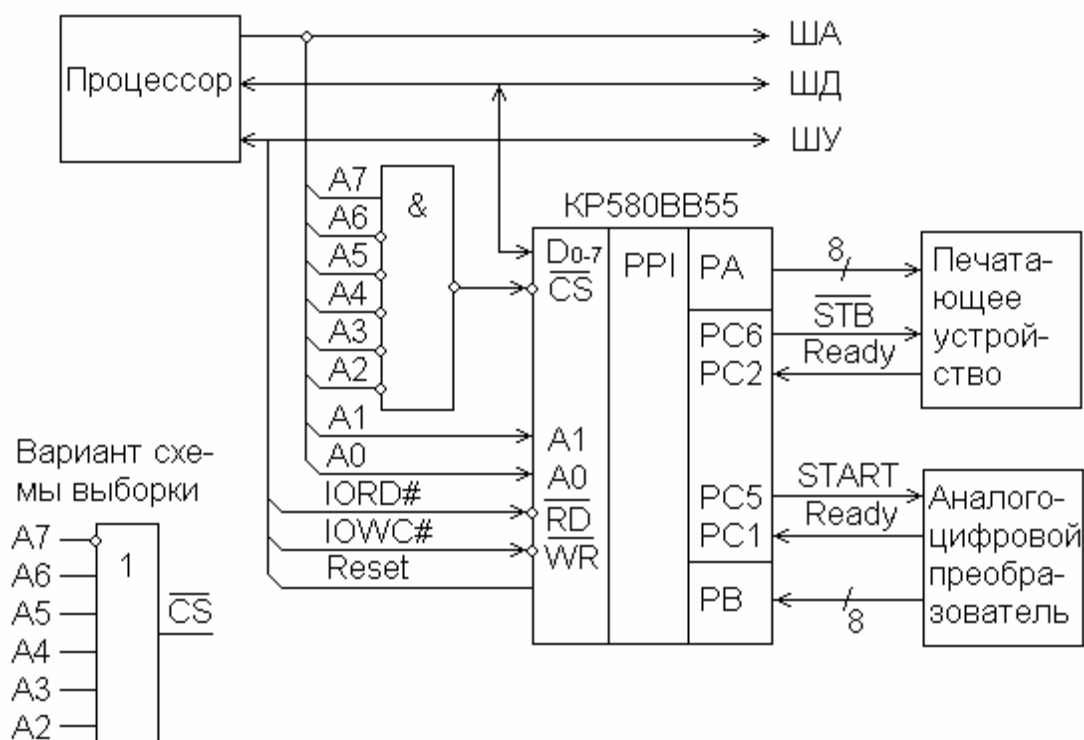 Процессор
ША
ШД
ШУ
A7
A6
A5
A4
A3
A2
&
A1
A0
IORD#
IOWC#
Reset
КР580ВВ55
D0-7
CS
A1
A0
RD
WR
PPI
PA
PC6
PC2
PC5
PC1
PB
8
STB
Ready
START
Ready
8
Печата-
ющее
устрой-
ство
Аналого-
цифровой
преобра-
зователь
Вариант схе-
мы выборки
A7
A6
A5
A4
A3
A2
1
CS